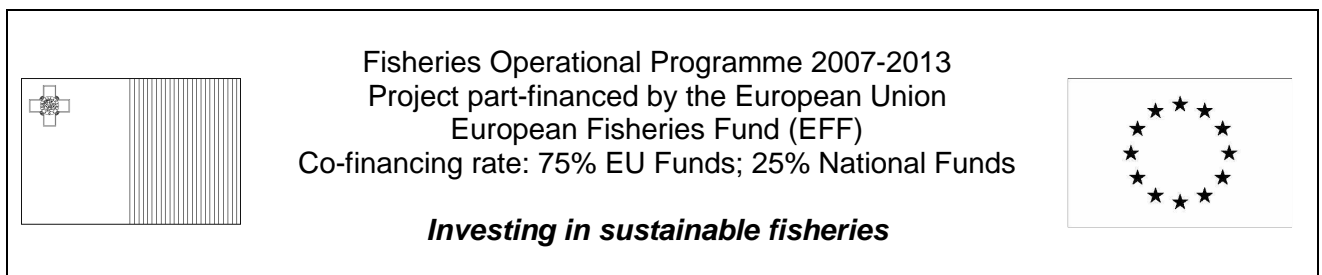 Fisheries Operational Programme 2007-2013
Project part-financed by the European Union
European Fisheries Fund (EFF)
Co-financing rate: 75% EU Funds; 25% National Funds
Investing in sustainable fisheries